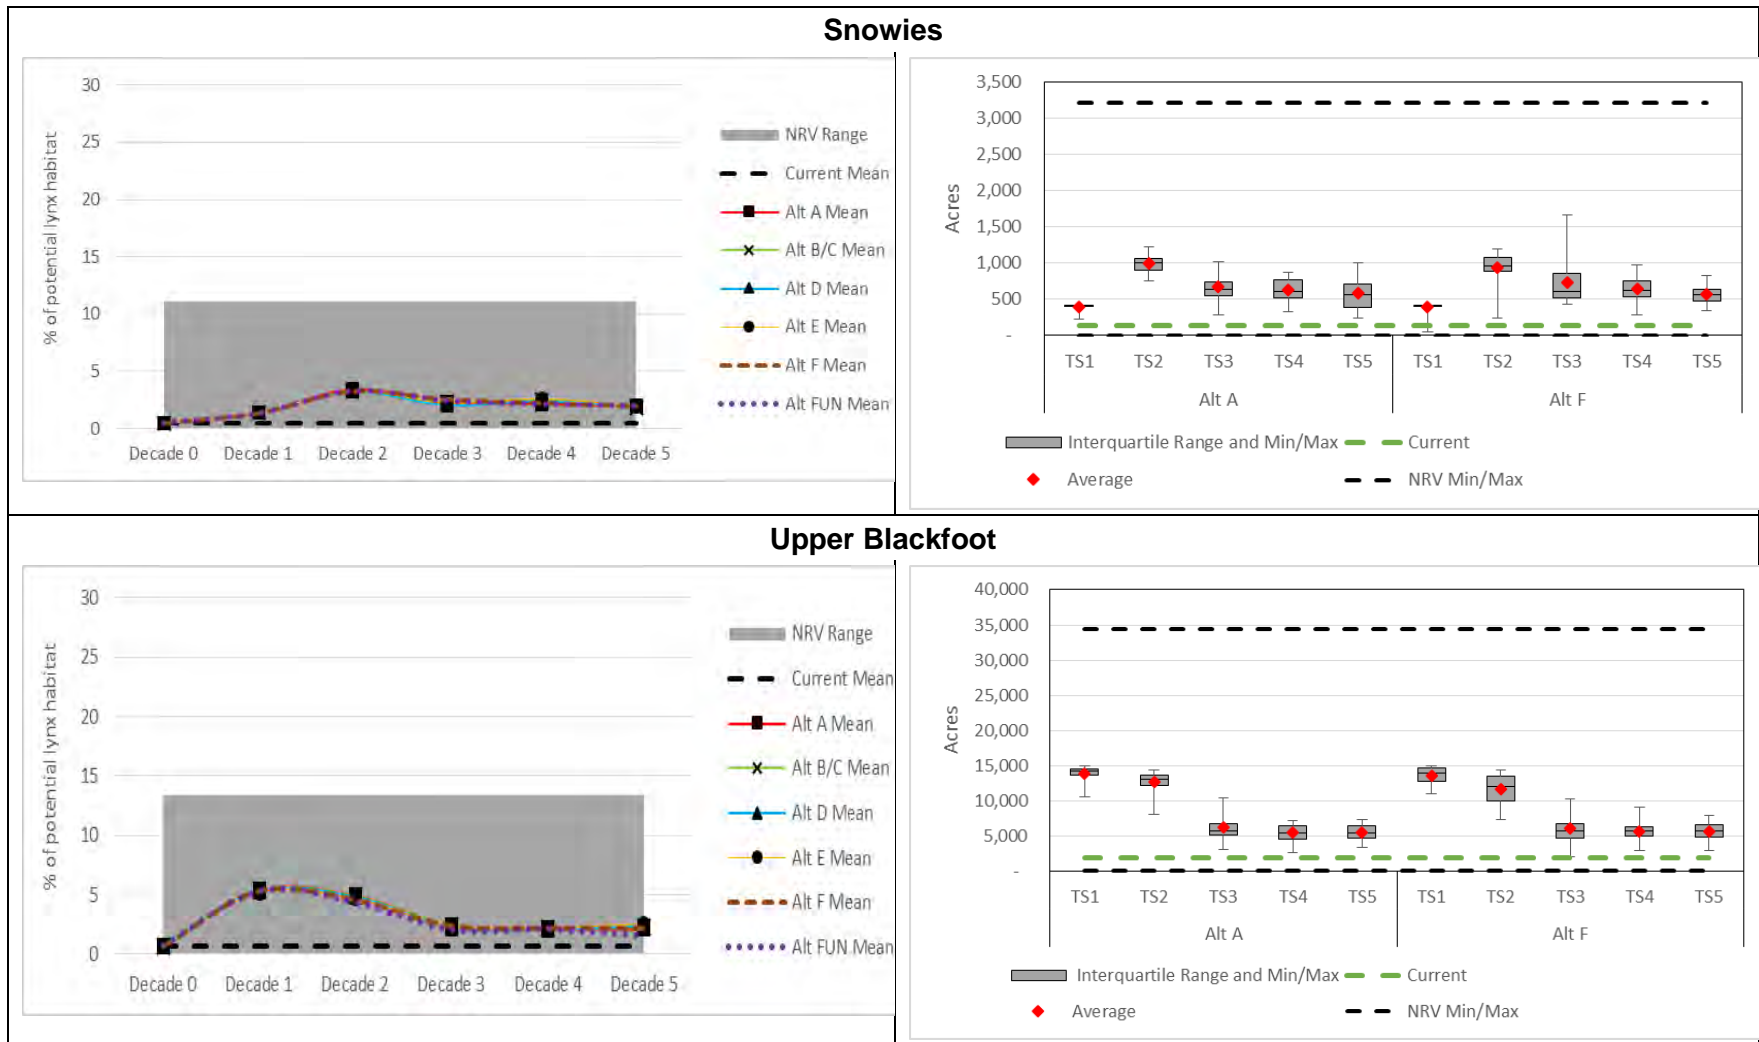 Snowies
% of potential lynx habitat
30
25
20
15
10
5
0
Decade 0 Decade 1 Decade 2 Decade 3 Decade 4 Decade 5
NRV Range
Current Mean
Alt A Mean
Alt B/C Mean
Alt D Mean
Alt E Mean
Alt F Mean
Alt FUN Mean
Acres
3,500
3,000
2,500
2,000
1,500
1,000
500
-
TS1 TS2 TS3 TS4 TS5 TS1 TS2 TS3 TS4 TS5
Alt A Alt F
Interquartile Range and Min/Max Current
Average NRV Min/Max
Upper Blackfoot
% of potential lynx habitat
30
25
20
15
10
5
0
Decade 0 Decade 1 Decade 2 Decade 3 Decade 4 Decade 5
NRV Range
Current Mean
Alt A Mean
Alt B/C Mean
Alt D Mean
Alt E Mean
Alt F Mean
Alt FUN Mean
Acres
40,000
35,000
30,000
25,000
20,000
15,000
10,000
5,000
-
TS1 TS2 TS3 TS4 TS5 TS1 TS2 TS3 TS4 TS5
Alt A Alt F
Interquartile Range and Min/Max Current
Average NRV Min/Max